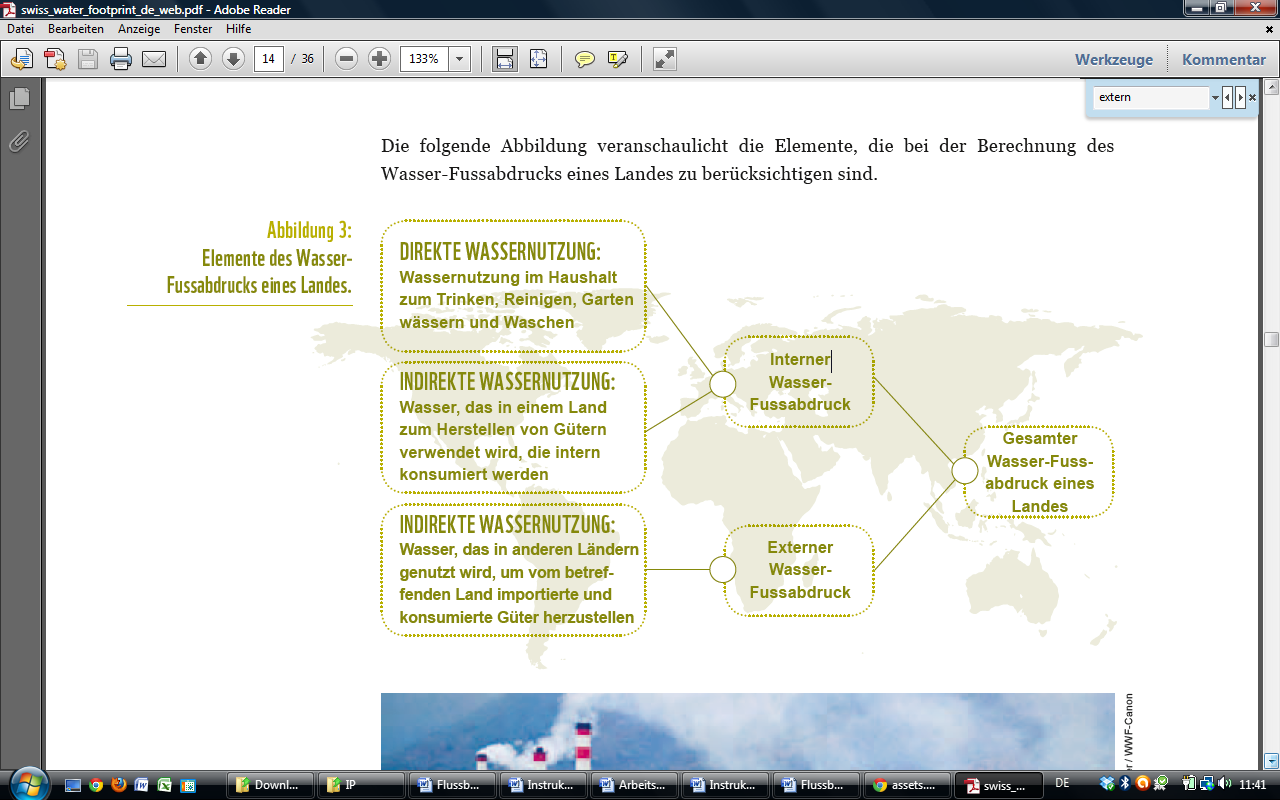 swiss_water_footprint_de_web.pdf - Adobe Reader
Datei Bearbeiten Anzeige Fenster Hilfe
14 / 36 133% Werkzeuge Kommentar
extern
Die folgende Abbildung veranschaulicht die Elemente, die bei der Berechnung des
Wasser-Fussabdrucks eines Landes zu berücksichtigen sind.
Abbildung 3:
Elemente des Wasser-
Fussabdrucks eines Landes.
DIREKTE WASSERNUTZUNG:
Wassernutzung im Haushalt
zum Trinken, Reinigen, Garten
wässern und Waschen
INDIREKTE WASSERNUTZUNG:
Wasser, das in einem Land
zum Herstellen von Gütern
verwendet wird, die intern
konsumiert werden
INDIREKTE WASSERNUTZUNG:
Wasser, das in anderen Ländern
genutzt wird, um vom betref-
fenden Land importierte und
konsumierte Güter herzustellen
Interner
Wasser-
Fussabdruck
Externer
Wasser-
Fussabdruck
Gesamter
Wasser-Fuss-
abdruck eines
Landes
/ WWF-Canon
Downl... IP Flussb... Instruk... Arbeits... Instruk... Flussb... assets.... swiss_... DE 11:41